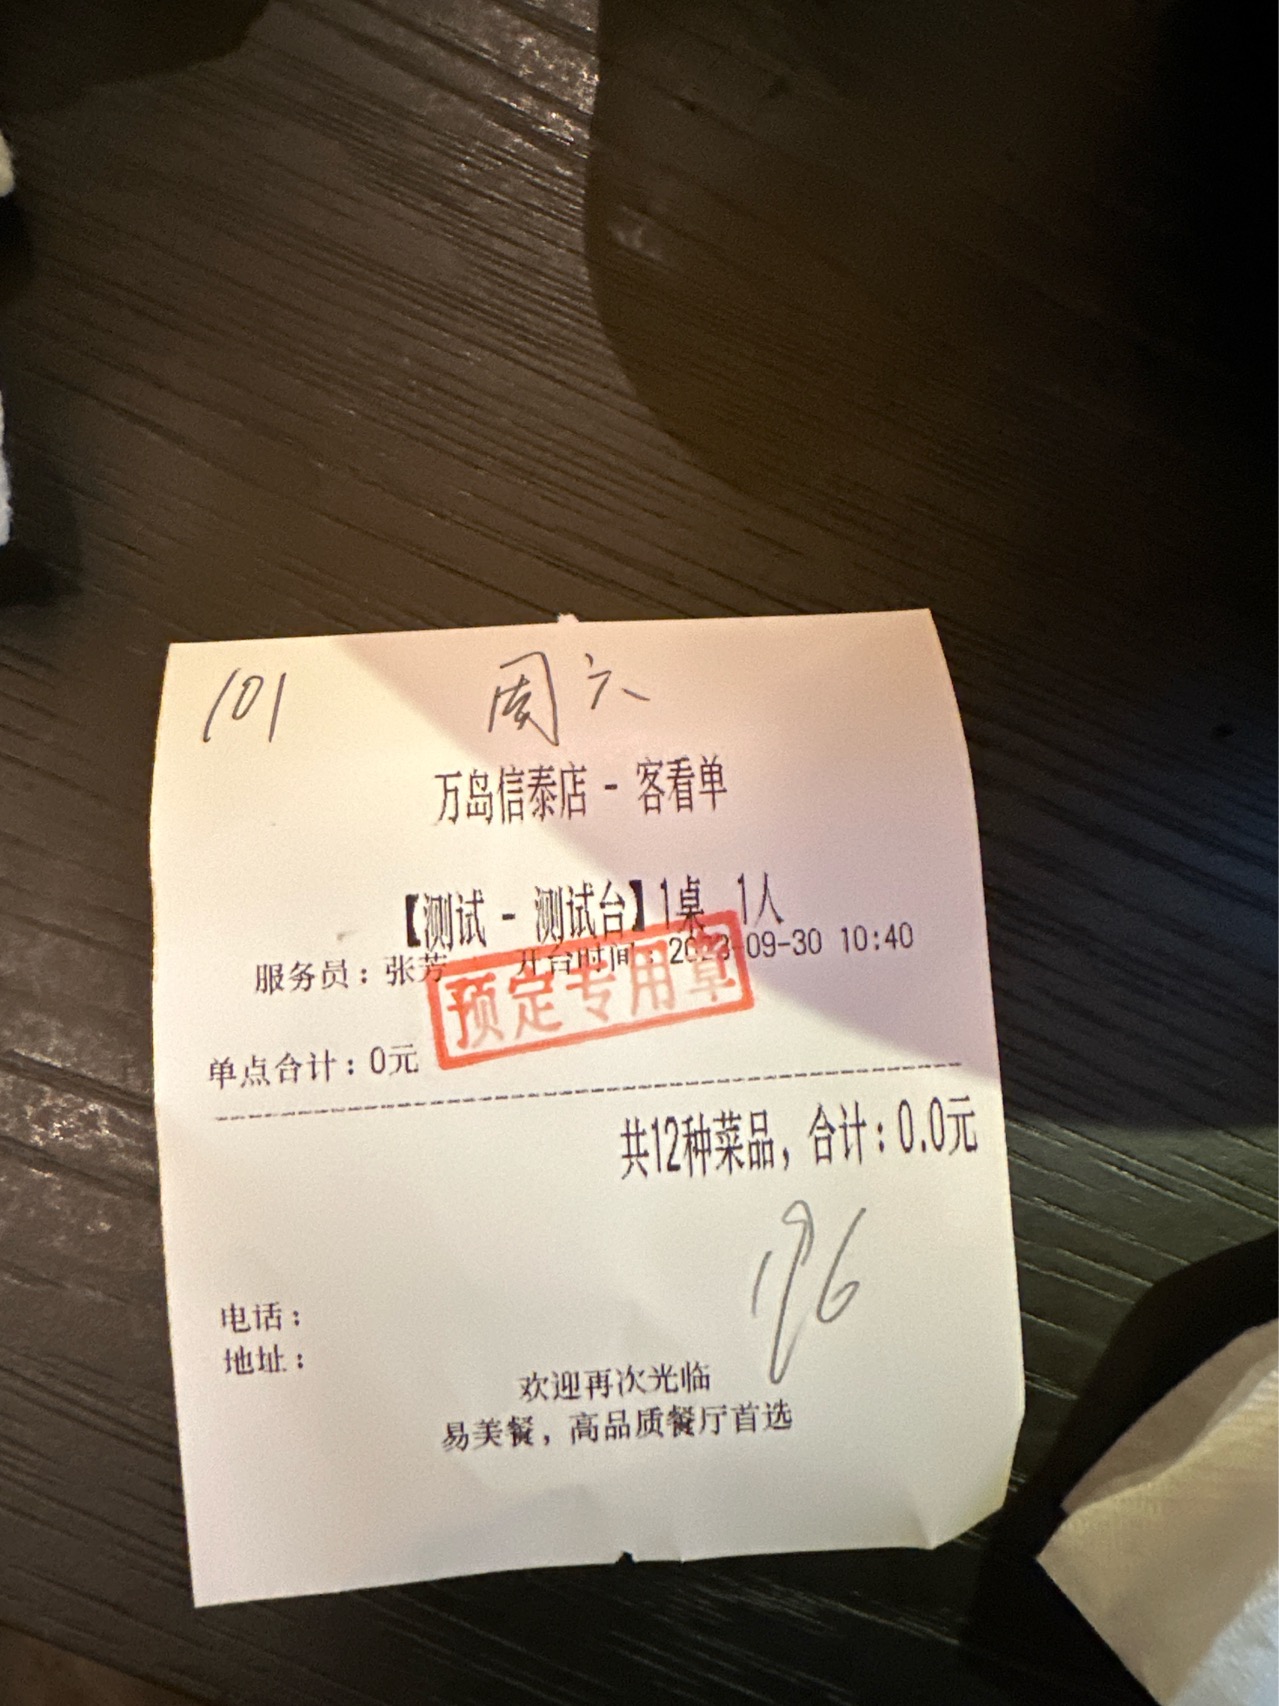 101 周六
万岛信泰店 - 客看单
【测试 - 测试台】1桌 1人
服务员：张芳 开台时间：2023-09-30 10:40
预定专用章
单点合计：0元
共12种菜品，合计：0.0元
电话：
地址：
欢迎再次光临
易美餐，高品质餐厅首选